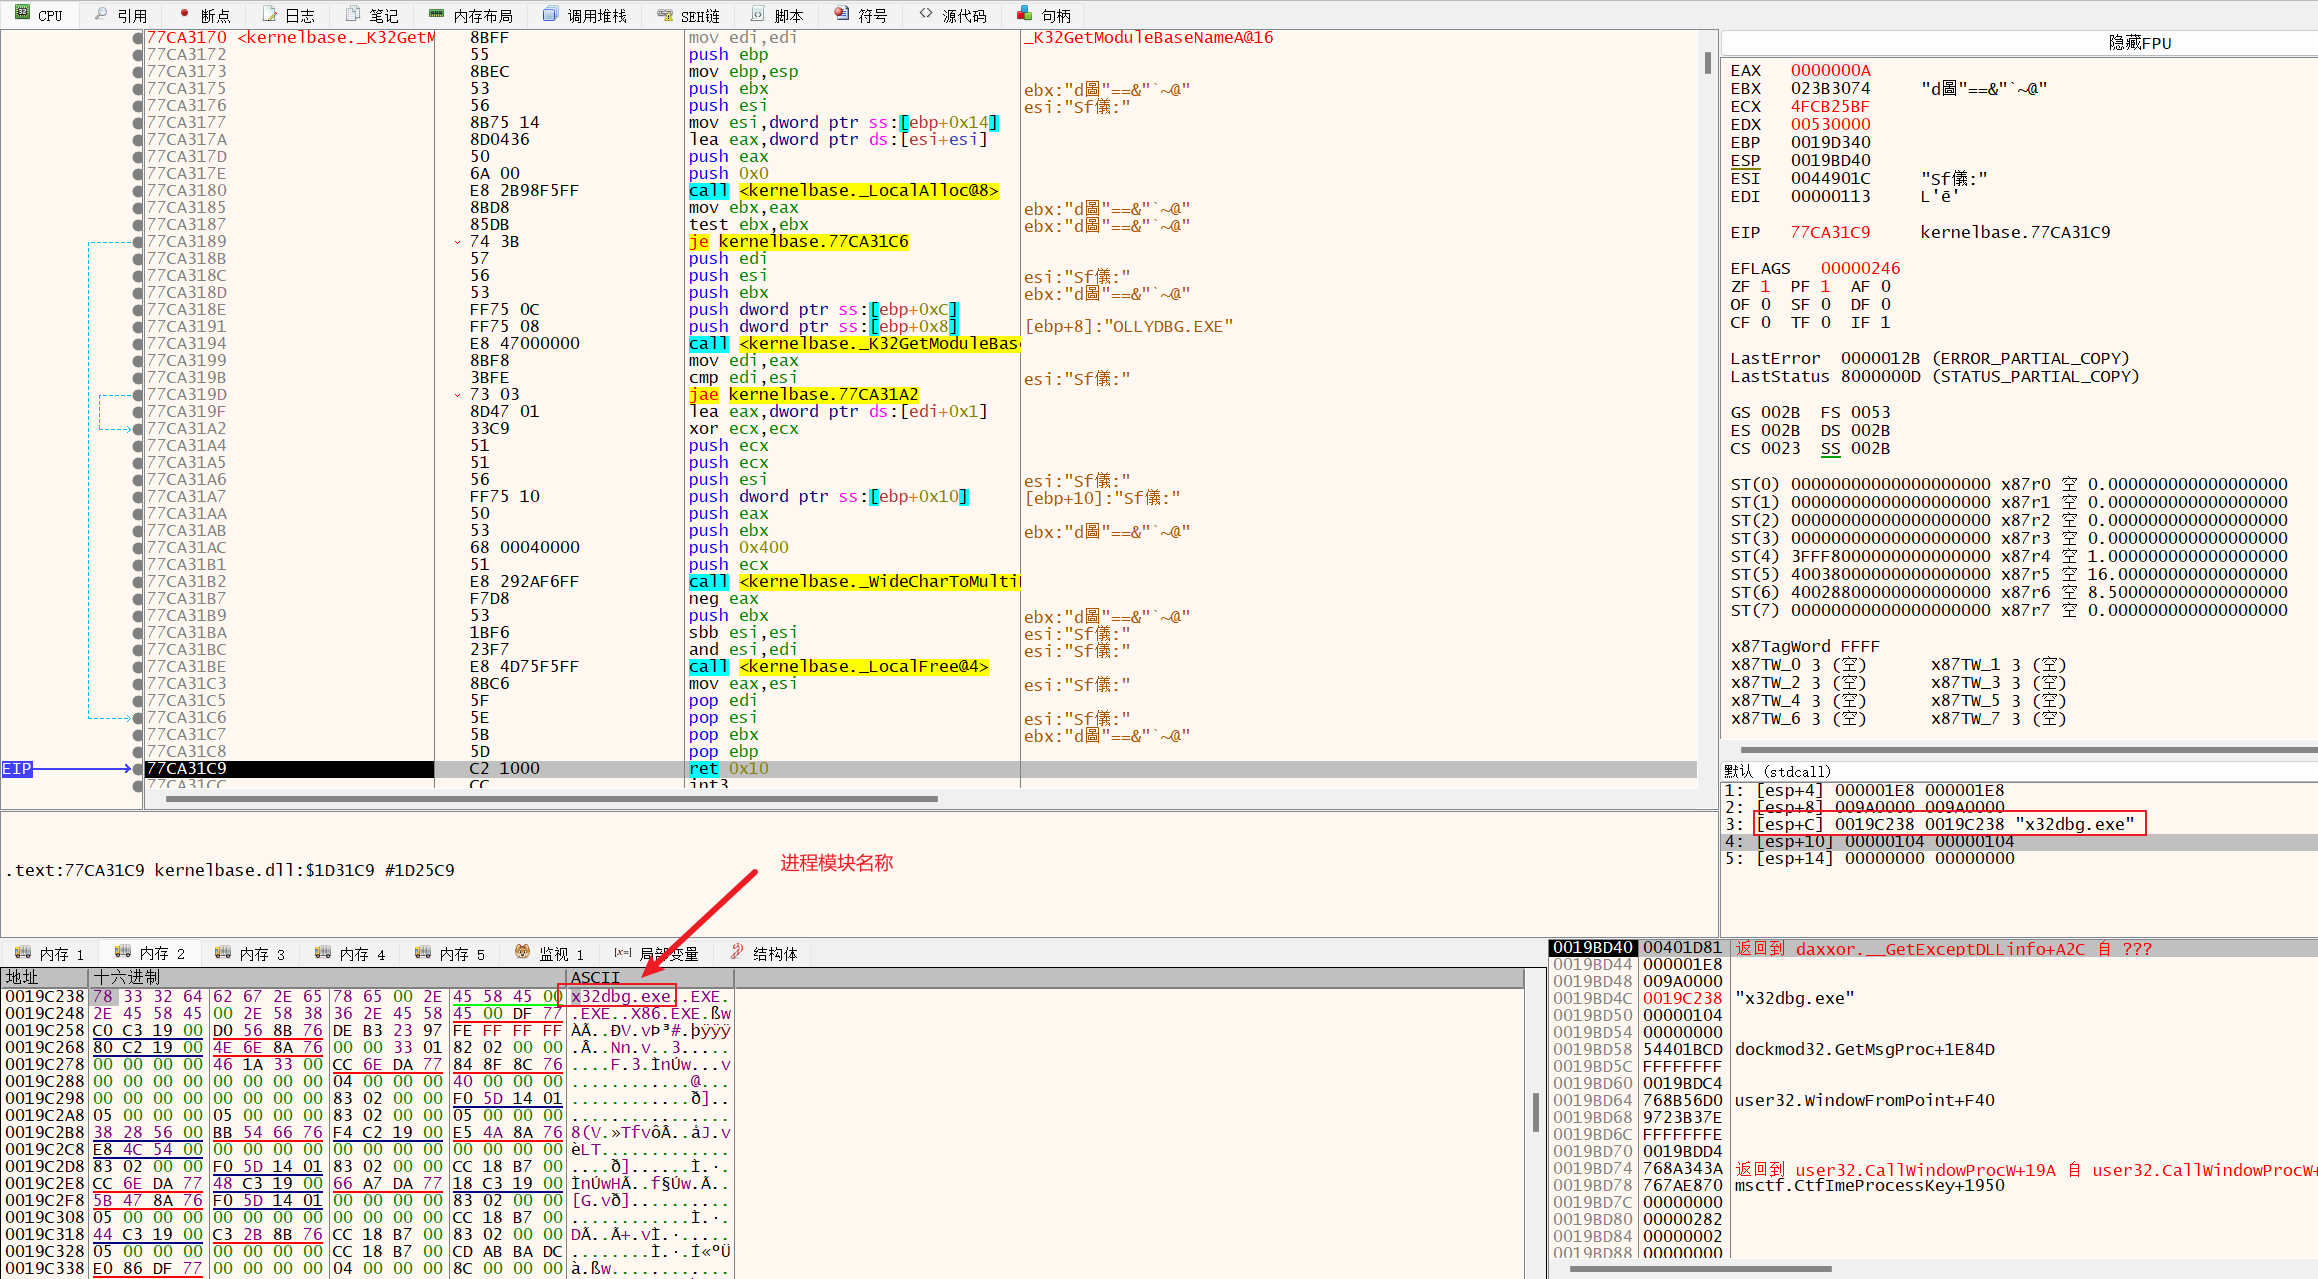 CPU 引用 断点 日志 笔记 内存布局 调用堆栈 SEH链 脚本 符号 源代码 句柄
77CA3170 <kernelbase._K32GetM 8BFF mov edi,edi _K32GetModuleBaseNameA@16
77CA3172 55 push ebp
77CA3173 8BEC mov ebp,esp
77CA3175 53 push ebx ebx:"d圖"==&"`~@"
77CA3176 56 push esi esi:"Sf儀:"
77CA3177 8B75 14 mov esi,dword ptr ss:[ebp+0x14]
77CA317A 8D0436 lea eax,dword ptr ds:[esi+esi]
77CA317D 50 push eax
77CA317E 6A 00 push 0x0
77CA3180 E8 2B98F5FF call <kernelbase._LocalAlloc@8>
77CA3185 8BD8 mov ebx,eax ebx:"d圖"==&"`~@"
77CA3187 85DB test ebx,ebx ebx:"d圖"==&"`~@"
77CA3189 74 3B je kernelbase.77CA31C6
77CA318B 57 push edi
77CA318C 56 push esi esi:"Sf儀:"
77CA318D 53 push ebx ebx:"d圖"==&"`~@"
77CA318E FF75 0C push dword ptr ss:[ebp+0xC]
77CA3191 FF75 08 push dword ptr ss:[ebp+0x8] [ebp+8]:"OLLYDBG.EXE"
77CA3194 E8 47000000 call <kernelbase._K32GetModuleBase
77CA3199 8BF8 mov edi,eax
77CA319B 3BFE cmp edi,esi esi:"Sf儀:"
77CA319D 73 03 jae kernelbase.77CA31A2
77CA319F 8D47 01 lea eax,dword ptr ds:[edi+0x1]
77CA31A2 33C9 xor ecx,ecx
77CA31A4 51 push ecx
77CA31A5 51 push ecx
77CA31A6 56 push esi esi:"Sf儀:"
77CA31A7 FF75 10 push dword ptr ss:[ebp+0x10] [ebp+10]:"Sf儀:"
77CA31AA 50 push eax
77CA31AB 53 push ebx ebx:"d圖"==&"`~@"
77CA31AC 68 00040000 push 0x400
77CA31B1 51 push ecx
77CA31B2 E8 292AF6FF call <kernelbase._WideCharToMulti
77CA31B7 F7D8 neg eax
77CA31B9 53 push ebx ebx:"d圖"==&"`~@"
77CA31BA 1BF6 sbb esi,esi esi:"Sf儀:"
77CA31BC 23F7 and esi,edi esi:"Sf儀:"
77CA31BE E8 4D75F5FF call <kernelbase._LocalFree@4>
77CA31C3 8BC6 mov eax,esi esi:"Sf儀:"
77CA31C5 5F pop edi
77CA31C6 5E pop esi esi:"Sf儀:"
77CA31C7 5B pop ebx ebx:"d圖"==&"`~@"
77CA31C8 5D pop ebp
EIP 77CA31C9 C2 1000 ret 0x10
77CA31CC CC int3
隐藏FPU
EAX 0000000A
EBX 023B3074 "d圖"==&"`~@"
ECX 4FCB25BF
EDX 00530000
EBP 0019D340
ESP 0019BD40
ESI 0044901C "Sf儀:"
EDI 00000113 L'ē'
EIP 77CA31C9 kernelbase.77CA31C9
EFLAGS 00000246
ZF 1 PF 1 AF 0
OF 0 SF 0 DF 0
CF 0 TF 0 IF 1
LastError 0000012B (ERROR_PARTIAL_COPY)
LastStatus 8000000D (STATUS_PARTIAL_COPY)
GS 002B FS 0053
ES 002B DS 002B
CS 0023 SS 002B
ST(0) 00000000000000000000 x87r0 空 0.000000000000000000
ST(1) 00000000000000000000 x87r1 空 0.000000000000000000
ST(2) 00000000000000000000 x87r2 空 0.000000000000000000
ST(3) 00000000000000000000 x87r3 空 0.000000000000000000
ST(4) 3FFF8000000000000000 x87r4 空 1.000000000000000000
ST(5) 40038000000000000000 x87r5 空 16.00000000000000000
ST(6) 40028800000000000000 x87r6 空 8.500000000000000000
ST(7) 00000000000000000000 x87r7 空 0.000000000000000000
x87TagWord FFFF
x87TW_0 3 (空) x87TW_1 3 (空)
x87TW_2 3 (空) x87TW_3 3 (空)
x87TW_4 3 (空) x87TW_5 3 (空)
x87TW_6 3 (空) x87TW_7 3 (空)
默认 (stdcall)
1: [esp+4] 000001E8 000001E8
2: [esp+8] 009A0000 009A0000
3: [esp+C] 0019C238 0019C238 "x32dbg.exe"
4: [esp+10] 00000104 00000104
5: [esp+14] 00000000 00000000
.text:77CA31C9 kernelbase.dll:$1D31C9 #1D25C9
进程模块名称
内存 1 内存 2 内存 3 内存 4 内存 5 监视 1 [x=] 局部变量 结构体
地址 十六进制 ASCII
0019C238 78 33 32 64 62 67 2E 65 78 65 00 2E 45 58 45 00 x32dbg.exe..EXE.
0019C248 2E 45 58 45 00 2E 58 38 36 2E 45 58 45 00 DF 77 .EXE..X86.EXE.ßw
0019C258 C0 C3 19 00 D0 56 8B 76 DE B3 23 97 FE FF FF FF ÀÃ..ÐV.vÞ³#.þÿÿÿ
0019C268 80 C2 19 00 4E 6E 8A 76 00 00 33 01 82 02 00 00 .Â..Nn.v..3.....
0019C278 00 00 00 00 46 1A 33 00 CC 6E DA 77 84 8F 8C 76 ....F.3.ÌnÚw...v
0019C288 00 00 00 00 00 00 00 00 04 00 00 00 40 00 00 00 ............@...
0019C298 00 00 00 00 00 00 00 00 83 02 00 00 F0 5D 14 01 ............ð]..
0019C2A8 05 00 00 00 05 00 00 00 83 02 00 00 05 00 00 00 ................
0019C2B8 38 28 56 00 BB 54 66 76 F4 C2 19 00 E5 4A 8A 76 8(V.»TfvôÂ..åJ.v
0019C2C8 E8 4C 54 00 00 00 00 00 00 00 00 00 00 00 00 00 èLT.............
0019C2D8 83 02 00 00 F0 5D 14 01 83 02 00 00 CC 18 B7 00 ....ð]......Ì.·.
0019C2E8 CC 6E DA 77 48 C3 19 00 66 A7 DA 77 18 C3 19 00 ÌnÚwHÃ..f§Úw.Ã..
0019C2F8 5B 47 8A 76 F0 5D 14 01 00 00 00 00 83 02 00 00 [G.vð]..........
0019C308 05 00 00 00 00 00 00 00 00 00 00 00 CC 18 B7 00 ............Ì.·.
0019C318 44 C3 19 00 C3 2B 8B 76 CC 18 B7 00 83 02 00 00 DÃ..Ã+.vÌ.·.....
0019C328 05 00 00 00 00 00 00 00 CC 18 B7 00 CD AB BA DC ........Ì.·.Í«ºÜ
0019C338 E0 86 DF 77 00 00 00 00 04 00 00 00 8C 00 00 00 à.ßw............
0019BD40 00401D81 返回到 daxxor.__GetExceptDLLinfo+A2C 自 ???
0019BD44 000001E8
0019BD48 009A0000
0019BD4C 0019C238 "x32dbg.exe"
0019BD50 00000104
0019BD54 00000000
0019BD58 54401BCD dockmod32.GetMsgProc+1E84D
0019BD5C FFFFFFFF
0019BD60 0019BDC4
0019BD64 768B56D0 user32.WindowFromPoint+F40
0019BD68 9723B37E
0019BD6C FFFFFFFE
0019BD70 0019BDD4
0019BD74 768A343A 返回到 user32.CallWindowProcW+19A 自 user32.CallWindowProcW+
0019BD78 767AE870 msctf.CtfImeProcessKey+1950
0019BD7C 00000000
0019BD80 00000282
0019BD84 00000002
0019BD88 00000000